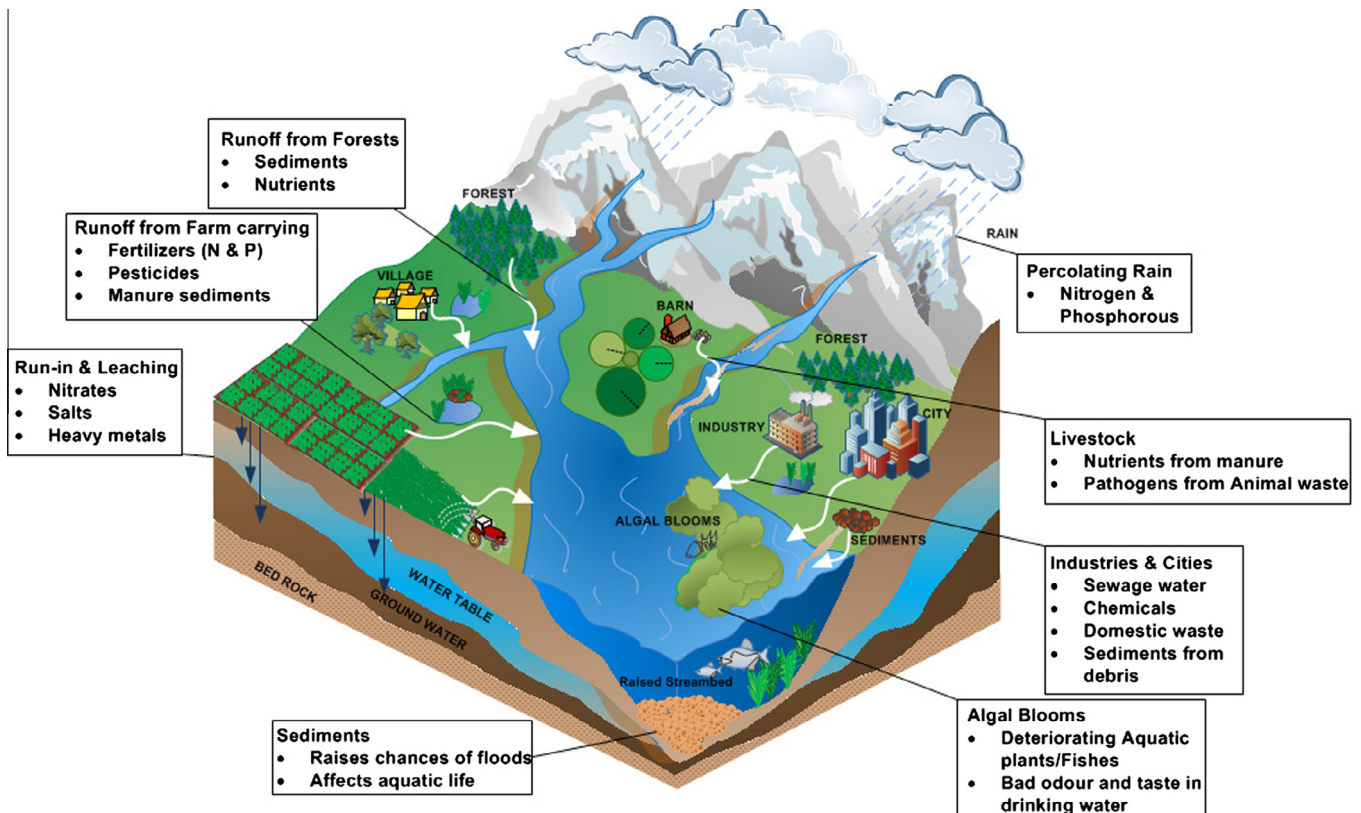 Runoff from Forests
• Sediments
• Nutrients
FOREST
Runoff from Farm carrying
• Fertilizers (N & P)
• Pesticides
• Manure sediments
VILLAGE
RAIN
Percolating Rain
• Nitrogen &
Phosphorous
BARN
FOREST
Run-in & Leaching
• Nitrates
• Salts
• Heavy metals
INDUSTRY
CITY
Livestock
• Nutrients from manure
• Pathogens from Animal waste
ALGAL BLOOMS
SEDIMENTS
Industries & Cities
• Sewage water
• Chemicals
• Domestic waste
• Sediments from
debris
BED ROCK
WATER TABLE
GROUND WATER
Raised Streambed
Sediments
• Raises chances of floods
• Affects aquatic life
Algal Blooms
• Deteriorating Aquatic
plants/Fishes
• Bad odour and taste in
drinking water